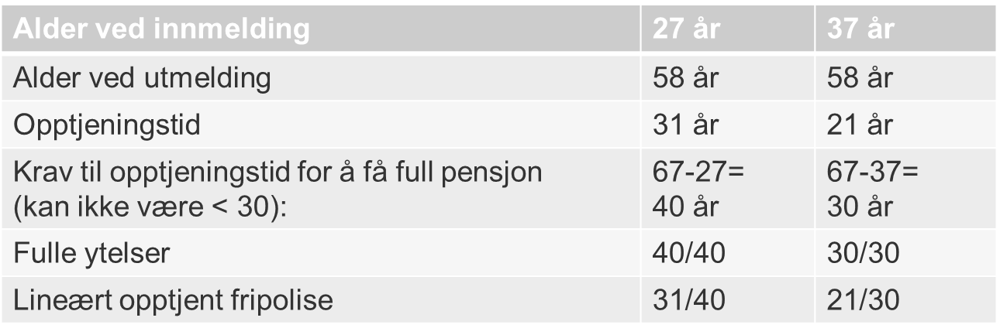 Alder ved innmelding 27 år 37 år
Alder ved utmelding 58 år 58 år
Opptjeningstid 31 år 21 år
Krav til opptjeningstid for å få full pensjon 67-27= 67-37=
(kan ikke være < 30): 40 år 30 år
Fulle ytelser 40/40 30/30
Lineært opptjent fripolise 31/40 21/30